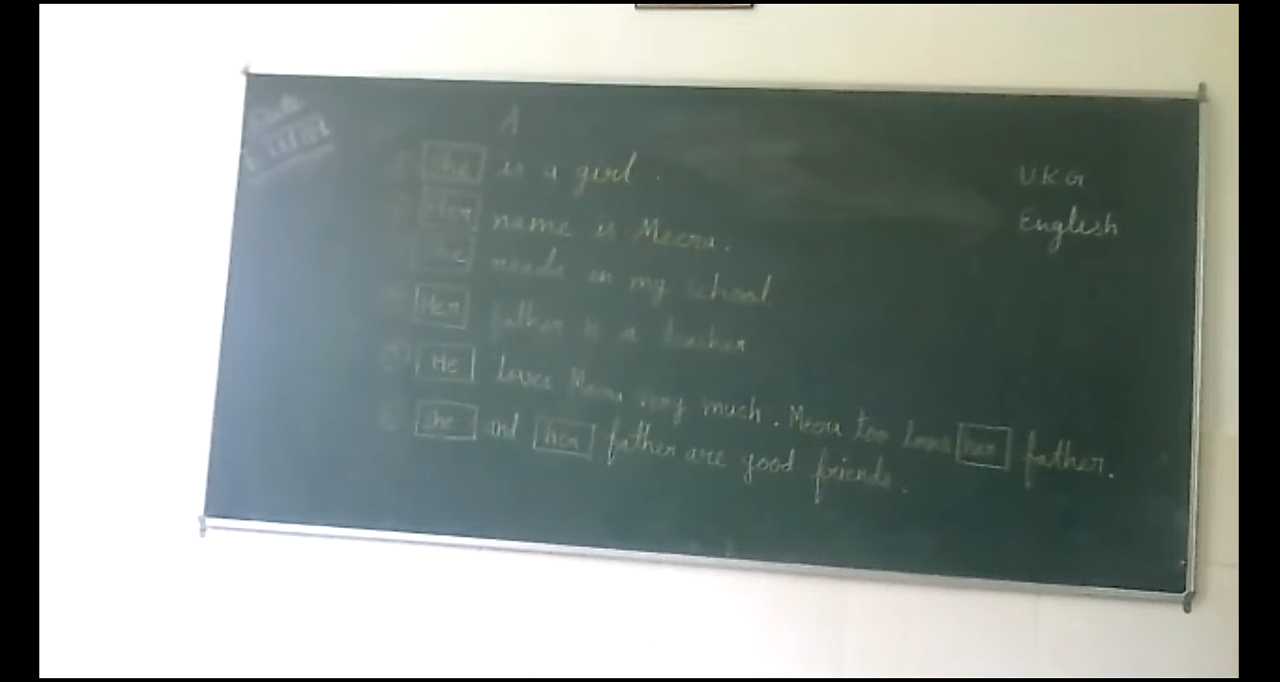 A
She is a girl.
Her name is Meera.
She reads in my school
Her father is a teacher
He loves Meera very much. Meera too loves her father.
She and her father are good friends.
UKG
English